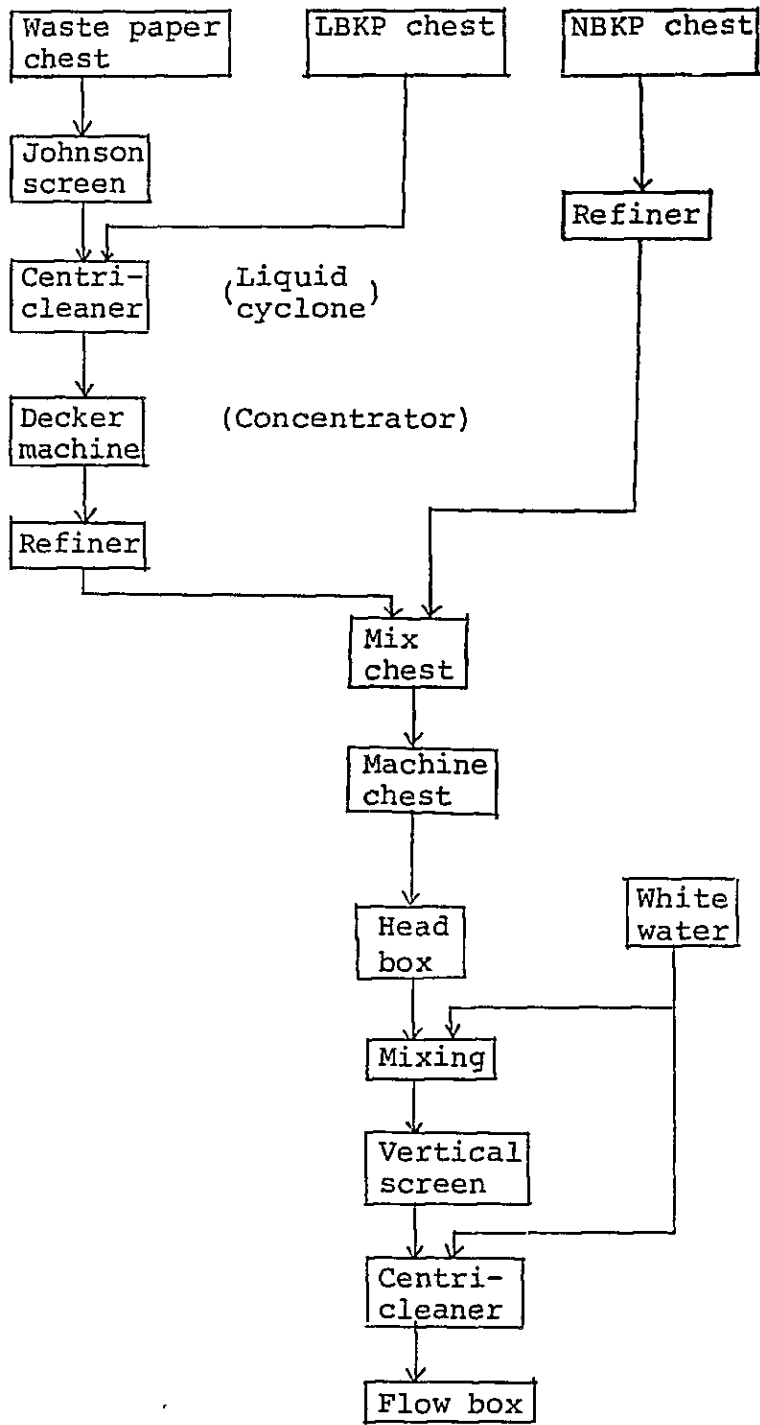 Waste paper
chest
LBKP chest
NBKP chest
Johnson
screen
Refiner
Centri-
cleaner
(Liquid
cyclone)
Decker
machine
(Concentrator)
Refiner
Mix
chest
Machine
chest
Head
box
White
water
Mixing
Vertical
screen
Centri-
cleaner
Flow box